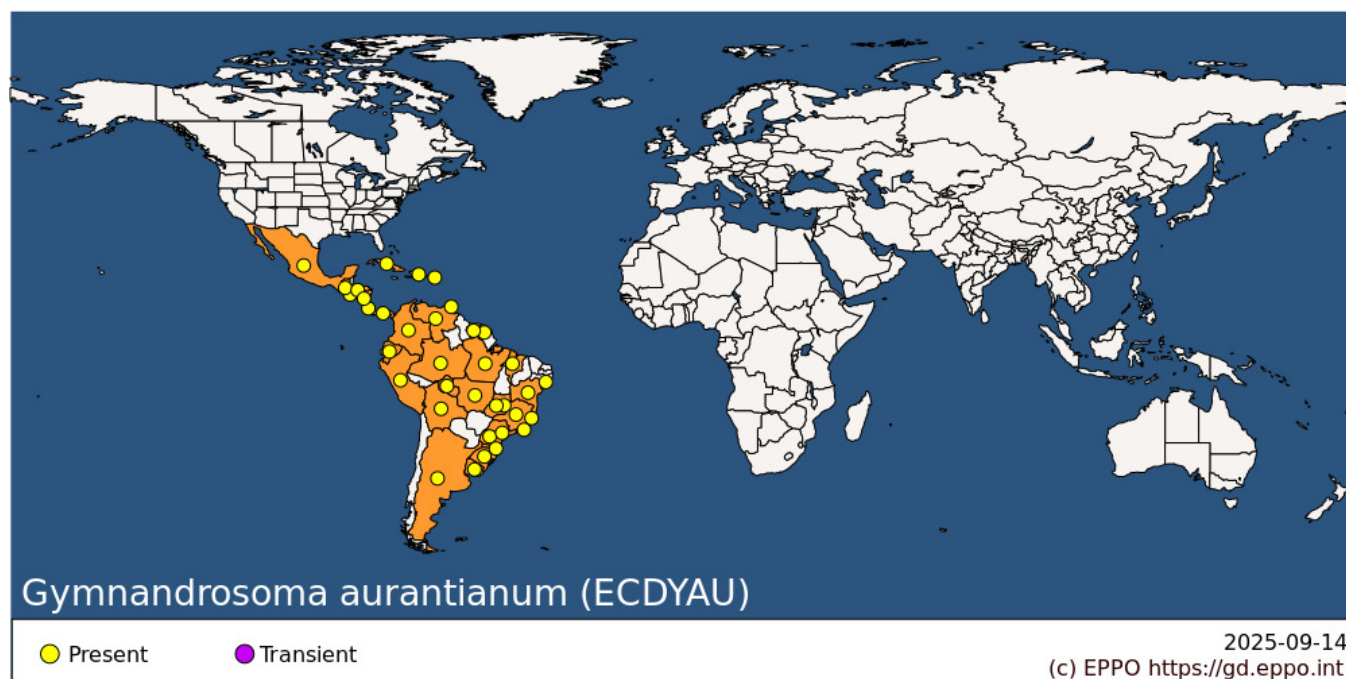 Gymnandrosoma aurantianum (ECDYAU)
Present
Transient
2025-09-14
(c) EPPO https://gd.eppo.int